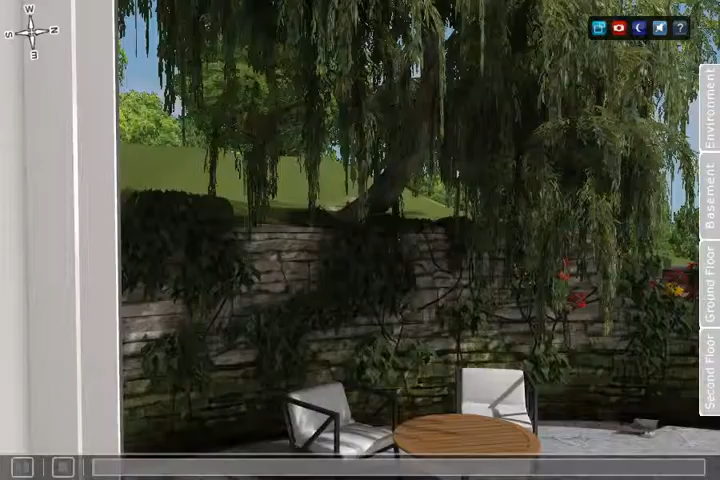 W
S N
E
?
Environment
Basement
Ground Floor
Second Floor